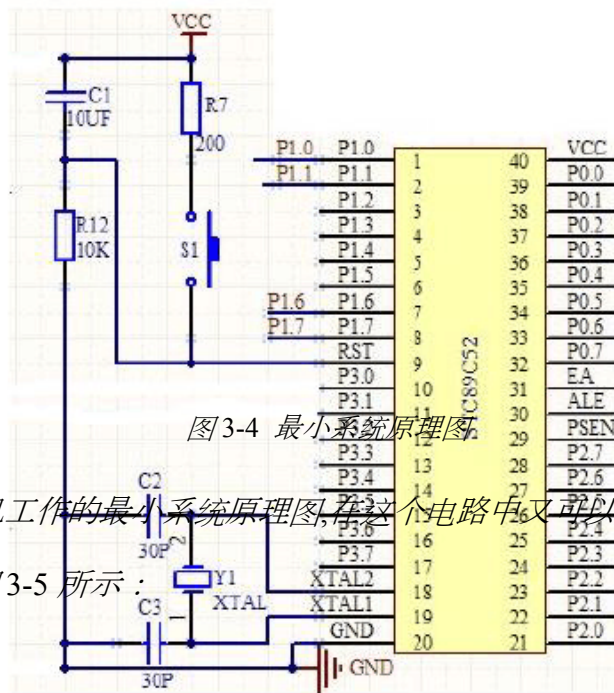 VCC
C1
10UF
R7
200
R12
10K
S1
P1.0 P1.0 1 40 VCC
P1.1 P1.1 2 39 P0.0
P1.2 3 38 P0.1
P1.3 4 37 P0.2
P1.4 5 36 P0.3
P1.5 6 35 P0.4
P1.6 P1.6 7 34 P0.5
P1.7 P1.7 8 33 P0.6
RST 9 32 P0.7
P3.0 10 31 EA
P3.1 11 30 ALE
12 29 PSEN
P3.3 13 28 P2.7
P3.4 14 27 P2.6
15 26 P2.5
P3.6 16 25 P2.4
P3.7 17 24 P2.3
XTAL2 18 23 P2.2
XTAL1 19 22 P2.1
GND 20 21 P2.0
STC89C52
图3-4 最小系统原理图
工作的最小系统原理图,在这个电路中又可以
3-5 所示：
C2
30P
2
Y1
XTAL
1
C3
30P
GND